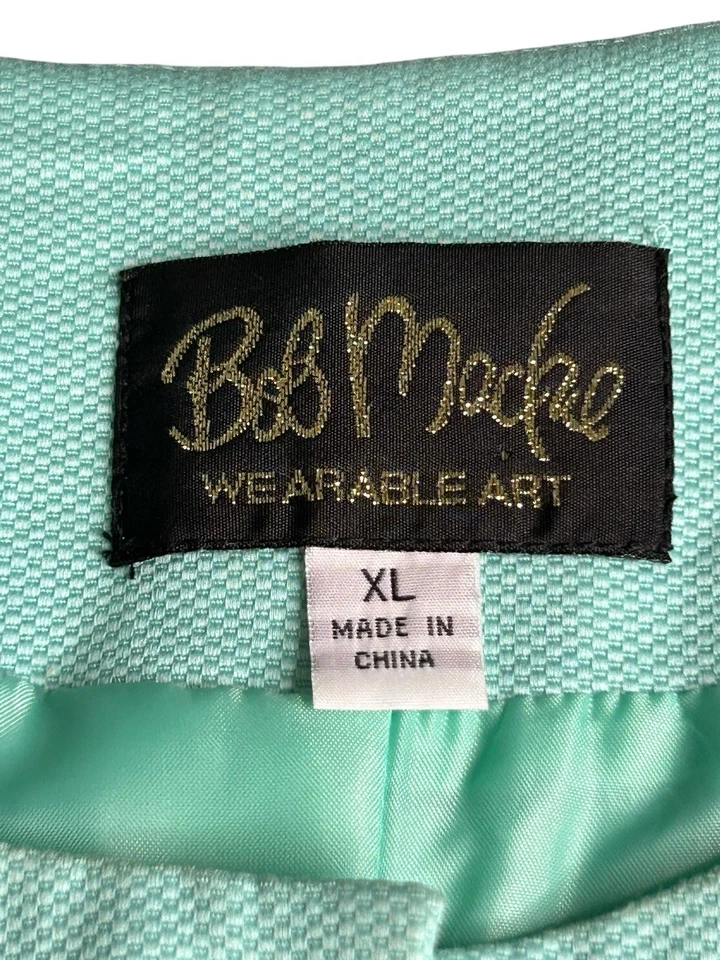 Bob Mackie
WEARABLE ART
XL
MADE IN
CHINA